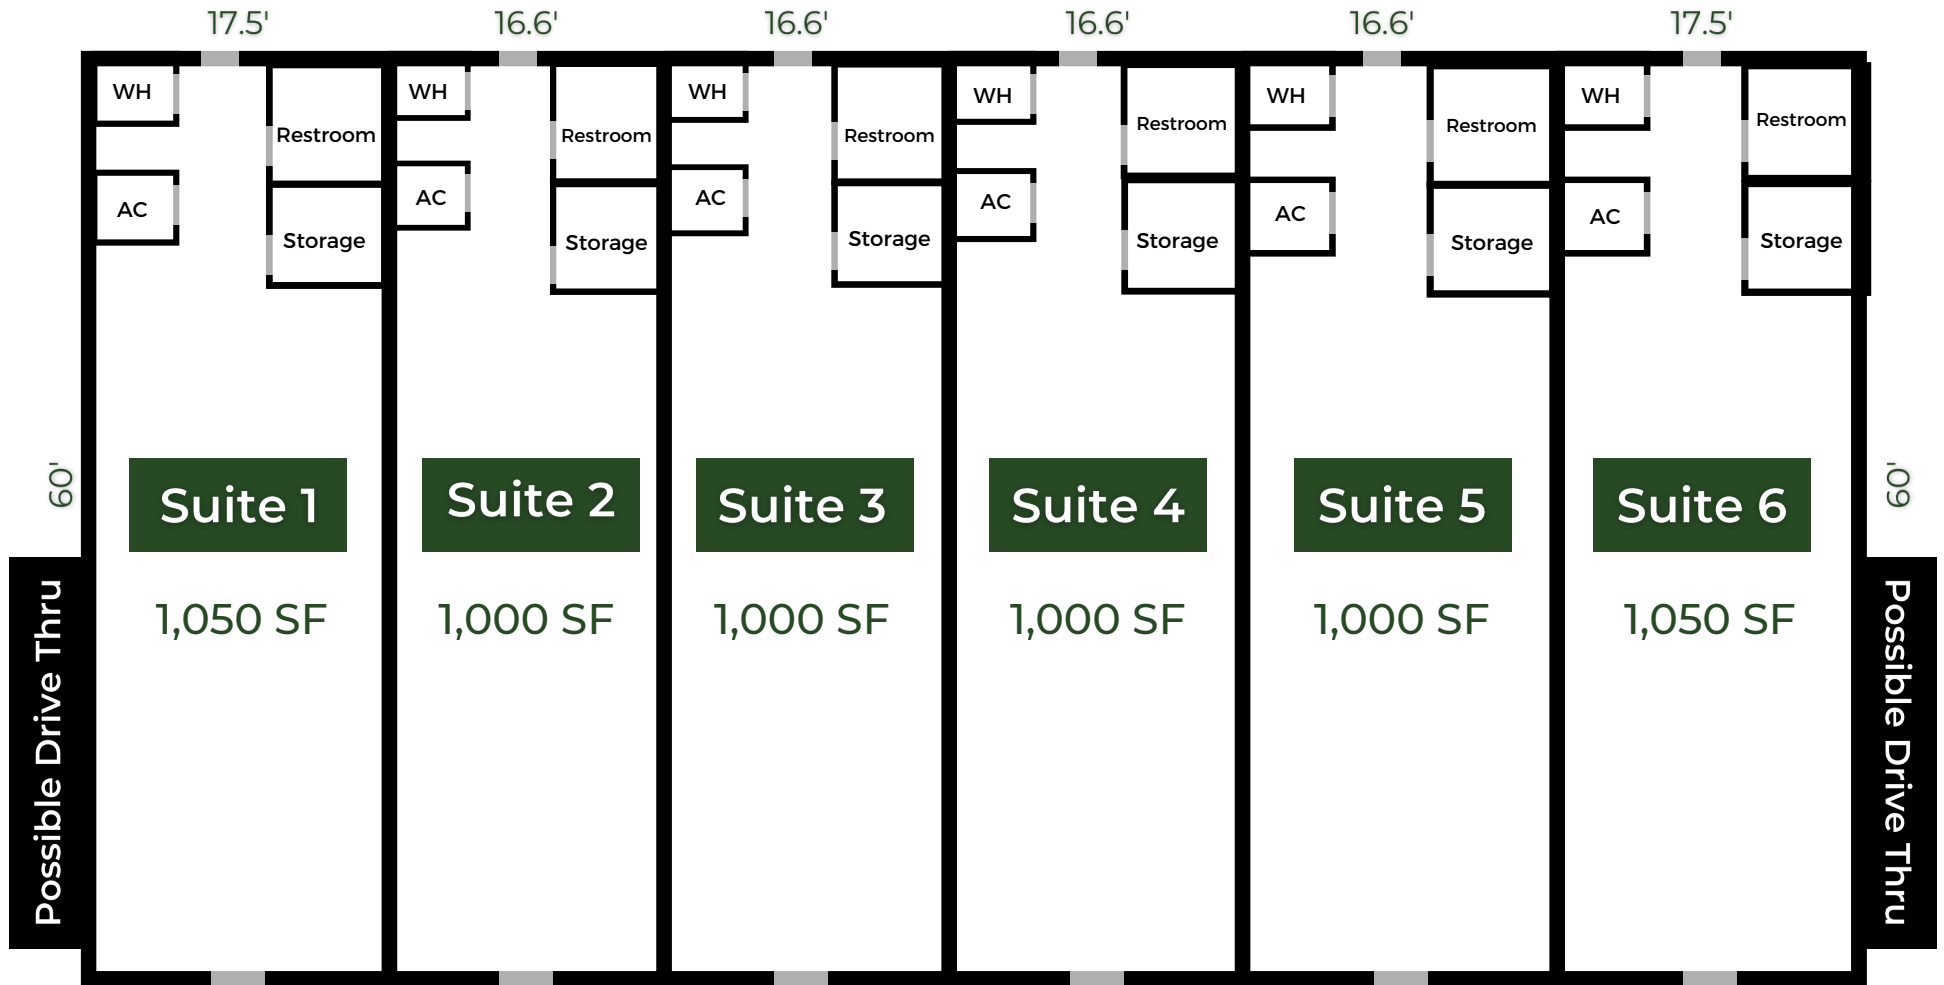 17.5'
16.6'
16.6'
16.6'
16.6'
17.5'
WH
WH
WH
WH
WH
WH
Restroom
Restroom
Restroom
Restroom
Restroom
Restroom
AC
AC
AC
AC
AC
AC
Storage
Storage
Storage
Storage
Storage
Storage
60'
Suite 1
Suite 2
Suite 3
Suite 4
Suite 5
Suite 6
60'
1,050 SF
1,000 SF
1,000 SF
1,000 SF
1,000 SF
1,050 SF
Possible Drive Thru
Possible Drive Thru